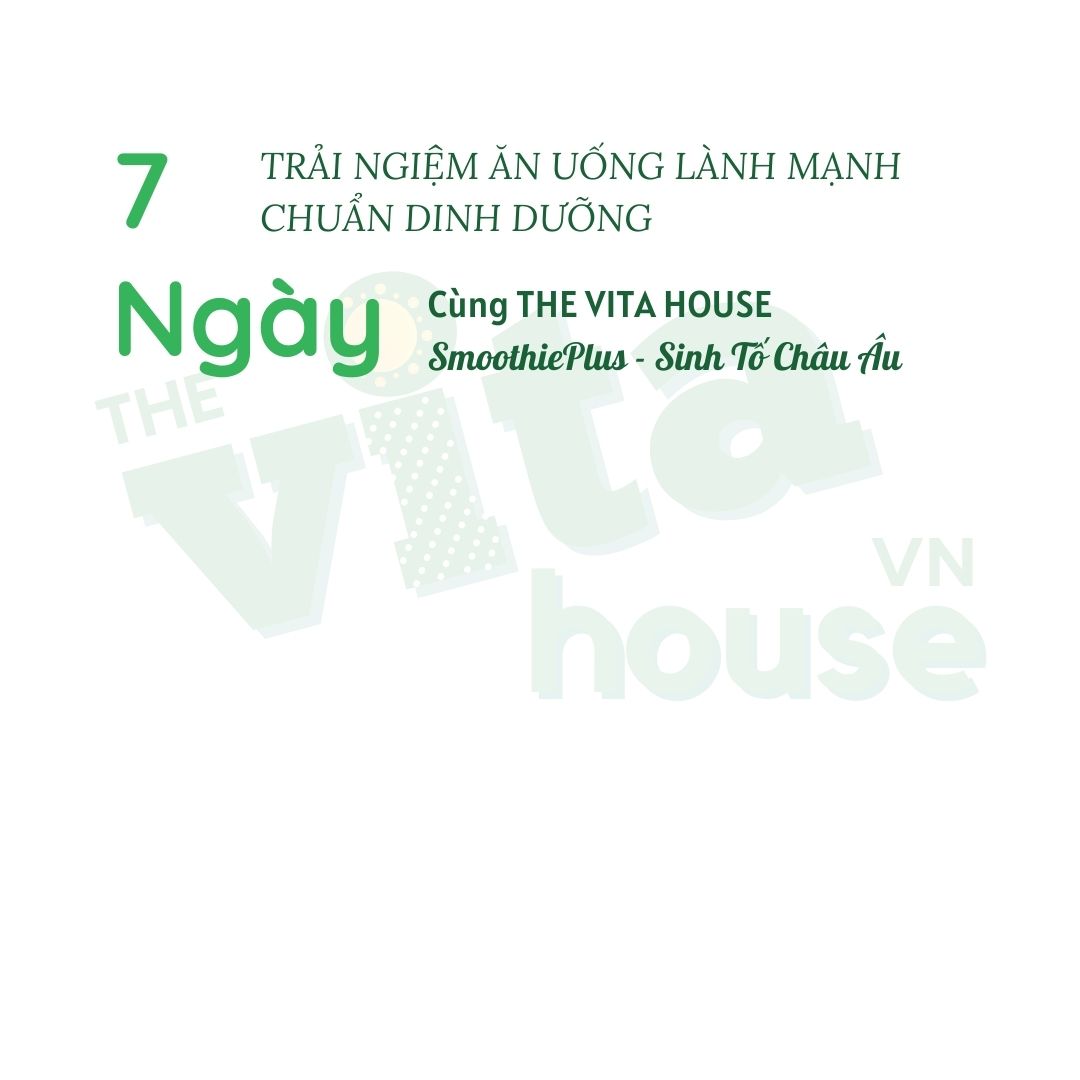 7 TRẢI NGIỆM ĂN UỐNG LÀNH MẠNH
CHUẨN DINH DƯỠNG
Ngày Cùng THE VITA HOUSE
SmoothiePlus - Sinh Tố Châu Âu
THE
vita
VN
house